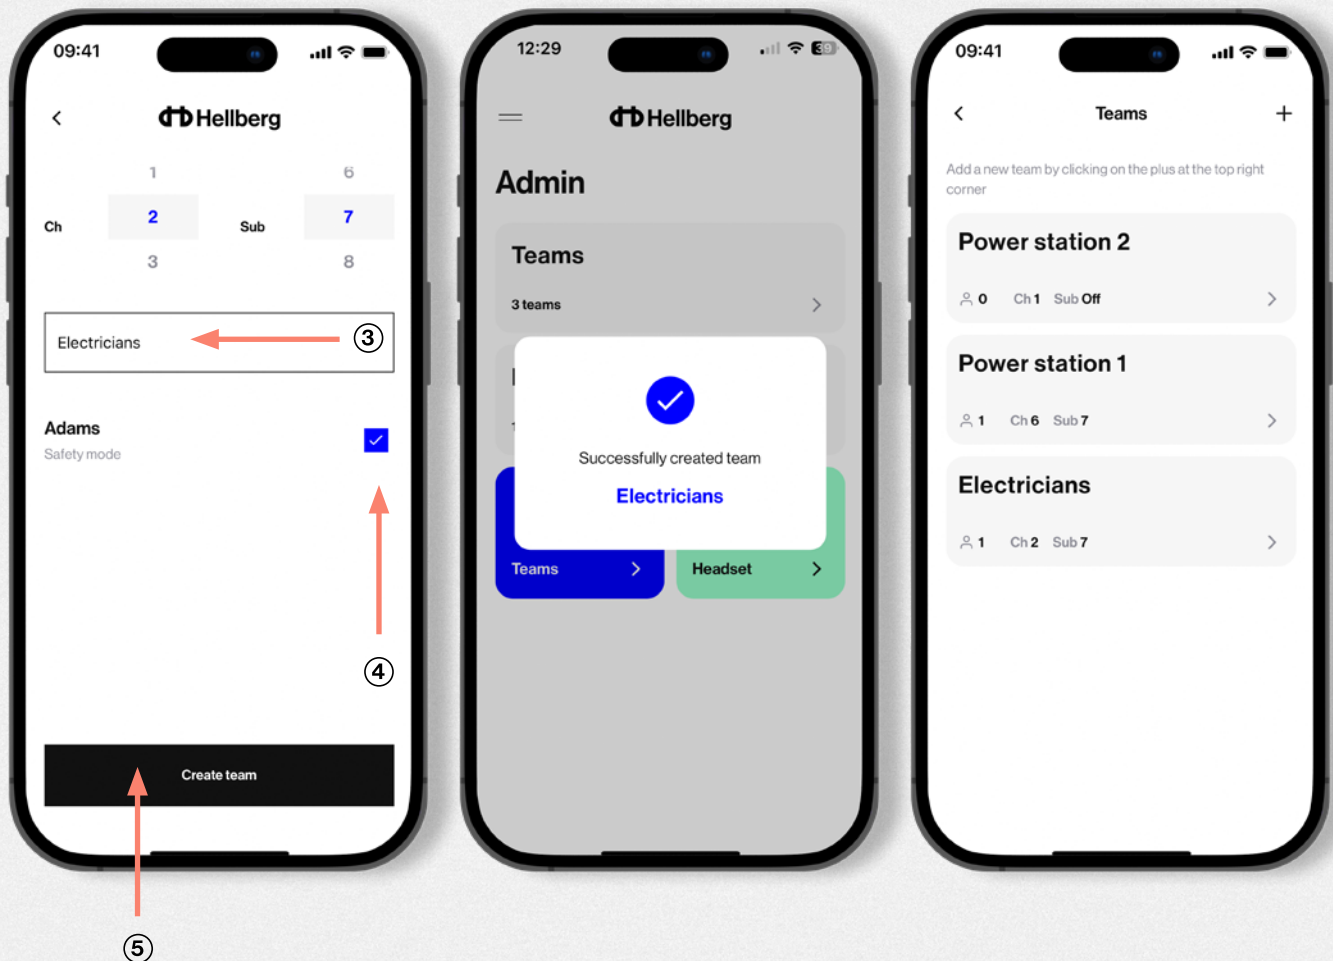 09:41
Hellberg
1 6
Ch 2 Sub 7
3 8
Electricians
③
Adams
Safety mode
④
Create team
⑤
12:29
39
Hellberg
Admin
Teams
3 teams
Successfully created team
Electricians
Teams
Headset
09:41
Teams
Add a new team by clicking on the plus at the top right
corner
Power station 2
0 Ch 1 Sub Off
Power station 1
1 Ch 6 Sub 7
Electricians
1 Ch 2 Sub 7